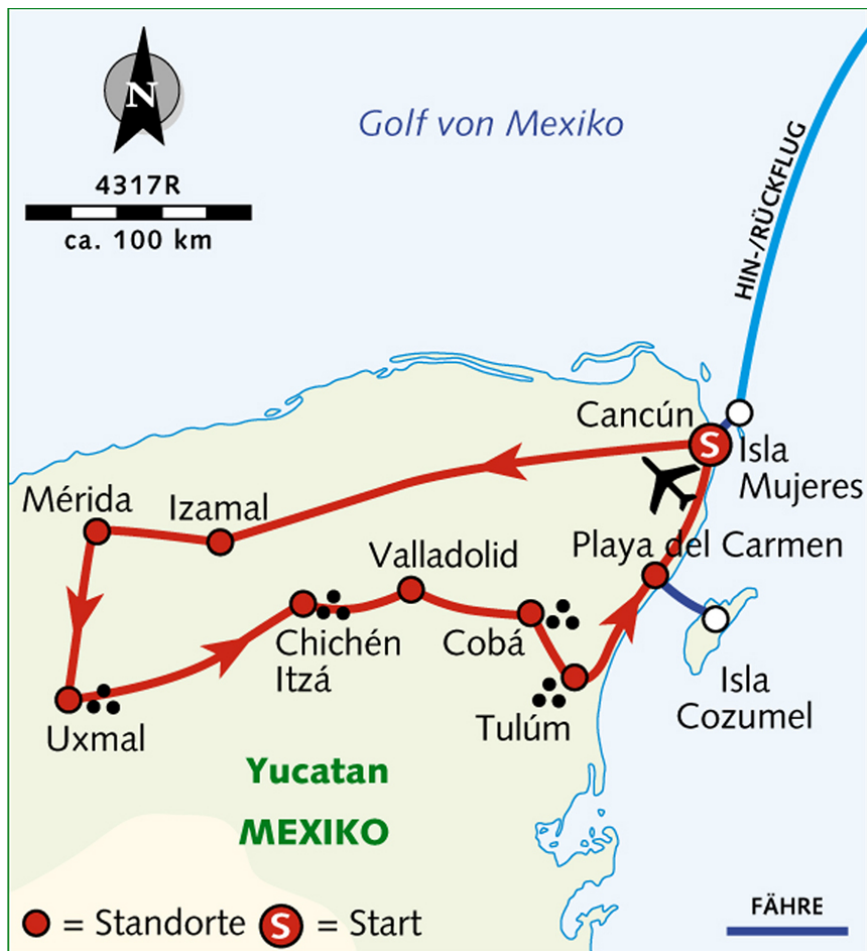 N
4317R
ca. 100 km
Golf von Mexiko
HIN-/RÜCKFLUG
Cancún
S
Isla
Mujeres
Mérida
Izamal
Playa del Carmen
Valladolid
Chichén
Itzá
Cobá
Isla
Cozumel
Uxmal
Tulúm
Yucatan
MEXIKO
= Standorte S = Start
FÄHRE